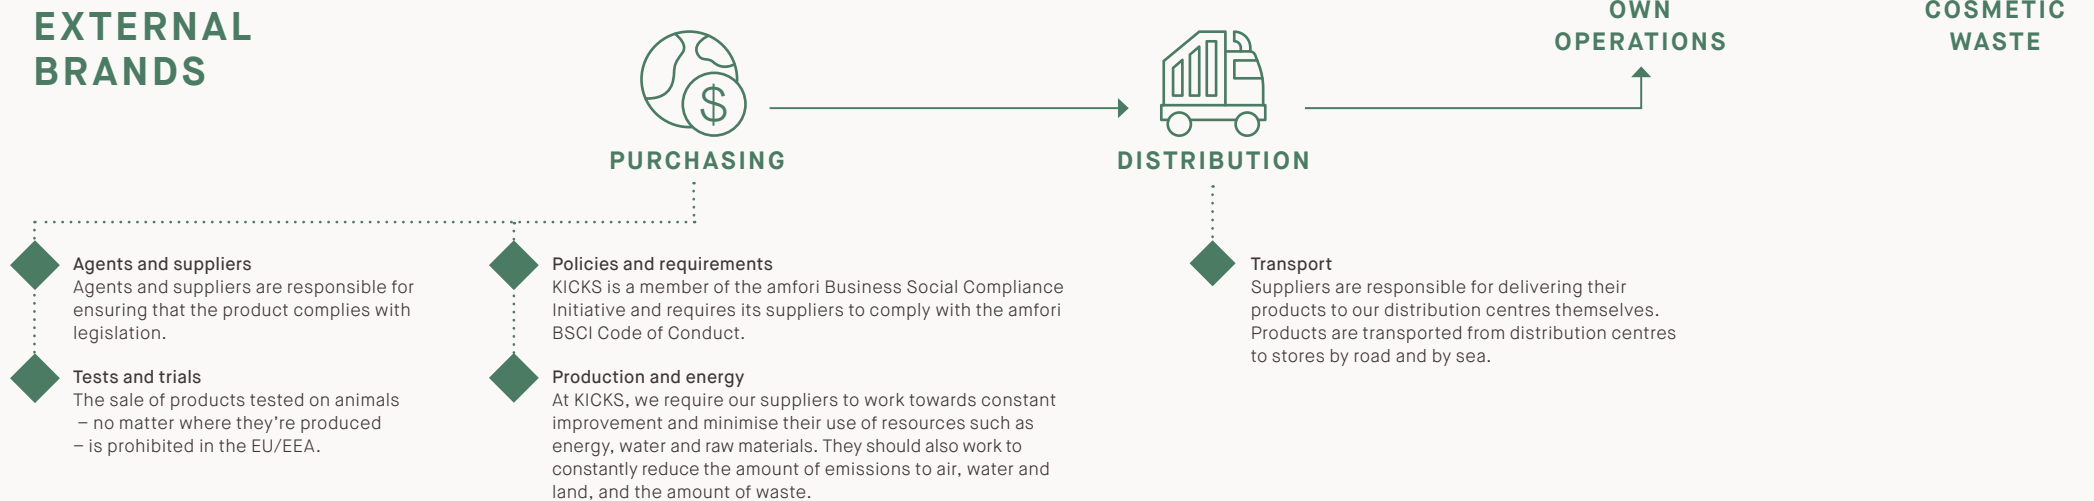 EXTERNAL
BRANDS
OWN
OPERATIONS
COSMETIC
WASTE
$
PURCHASING
DISTRIBUTION
Agents and suppliers
Agents and suppliers are responsible for
ensuring that the product complies with
legislation.
Tests and trials
The sale of products tested on animals
– no matter where they're produced
– is prohibited in the EU/EEA.
Policies and requirements
KICKS is a member of the amfori Business Social Compliance
Initiative and requires its suppliers to comply with the amfori
BSCI Code of Conduct.
Production and energy
At KICKS, we require our suppliers to work towards constant
improvement and minimise their use of resources such as
energy, water and raw materials. They should also work to
constantly reduce the amount of emissions to air, water and
land, and the amount of waste.
Transport
Suppliers are responsible for delivering their
products to our distribution centres themselves.
Products are transported from distribution centres
to stores by road and by sea.